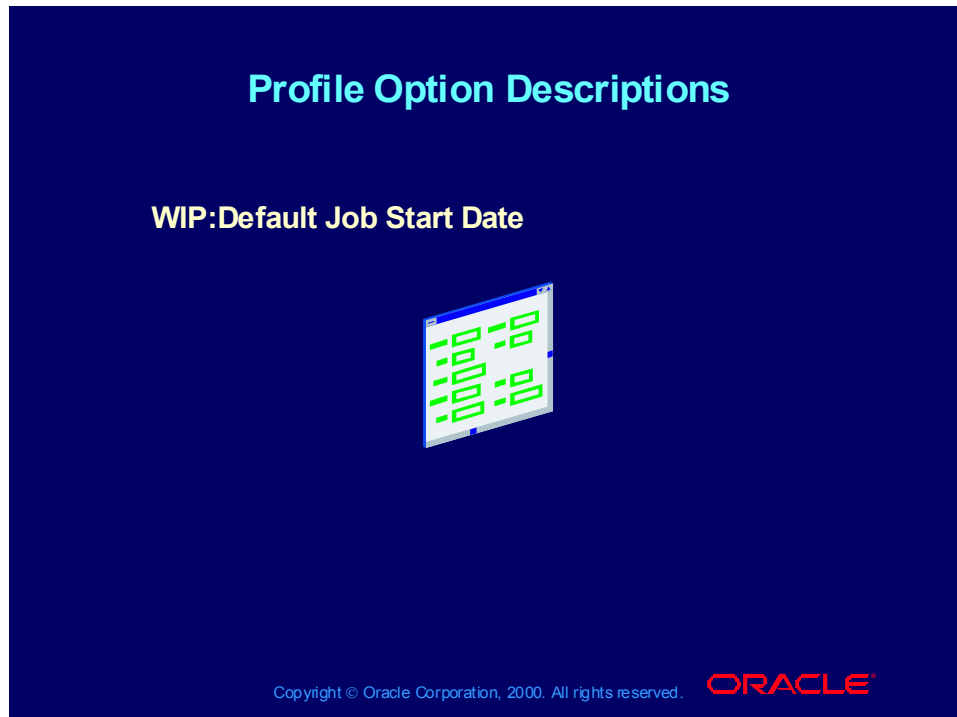 Profile Option Descriptions
WIP:Default Job Start Date
Copyright © Oracle Corporation, 2000. All rights reserved.
ORACLE®